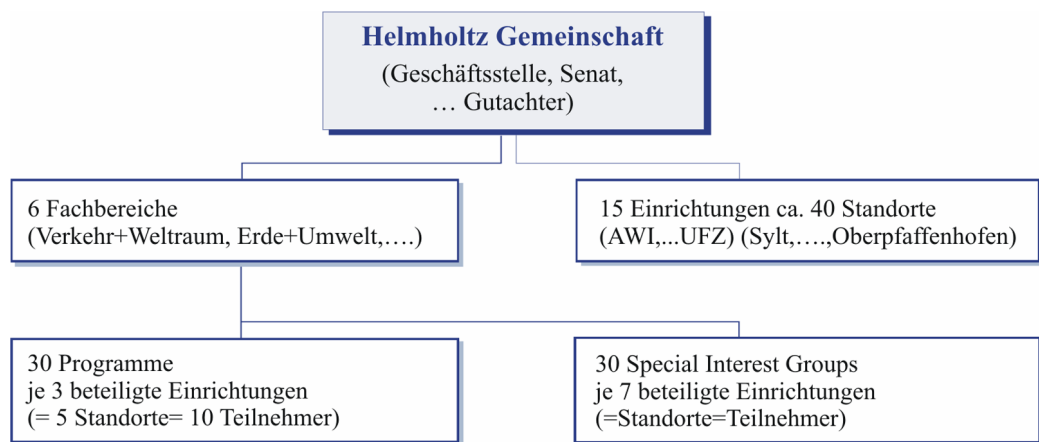 Helmholtz Gemeinschaft
(Geschäftsstelle, Senat,
… Gutachter)
6 Fachbereiche
(Verkehr+Weltraum, Erde+Umwelt,….)
15 Einrichtungen ca. 40 Standorte
(AWI,...UFZ) (Sylt,….,Oberpfaffenhofen)
30 Programme
je 3 beteiligte Einrichtungen
(= 5 Standorte= 10 Teilnehmer)
30 Special Interest Groups
je 7 beteiligte Einrichtungen
(=Standorte=Teilnehmer)